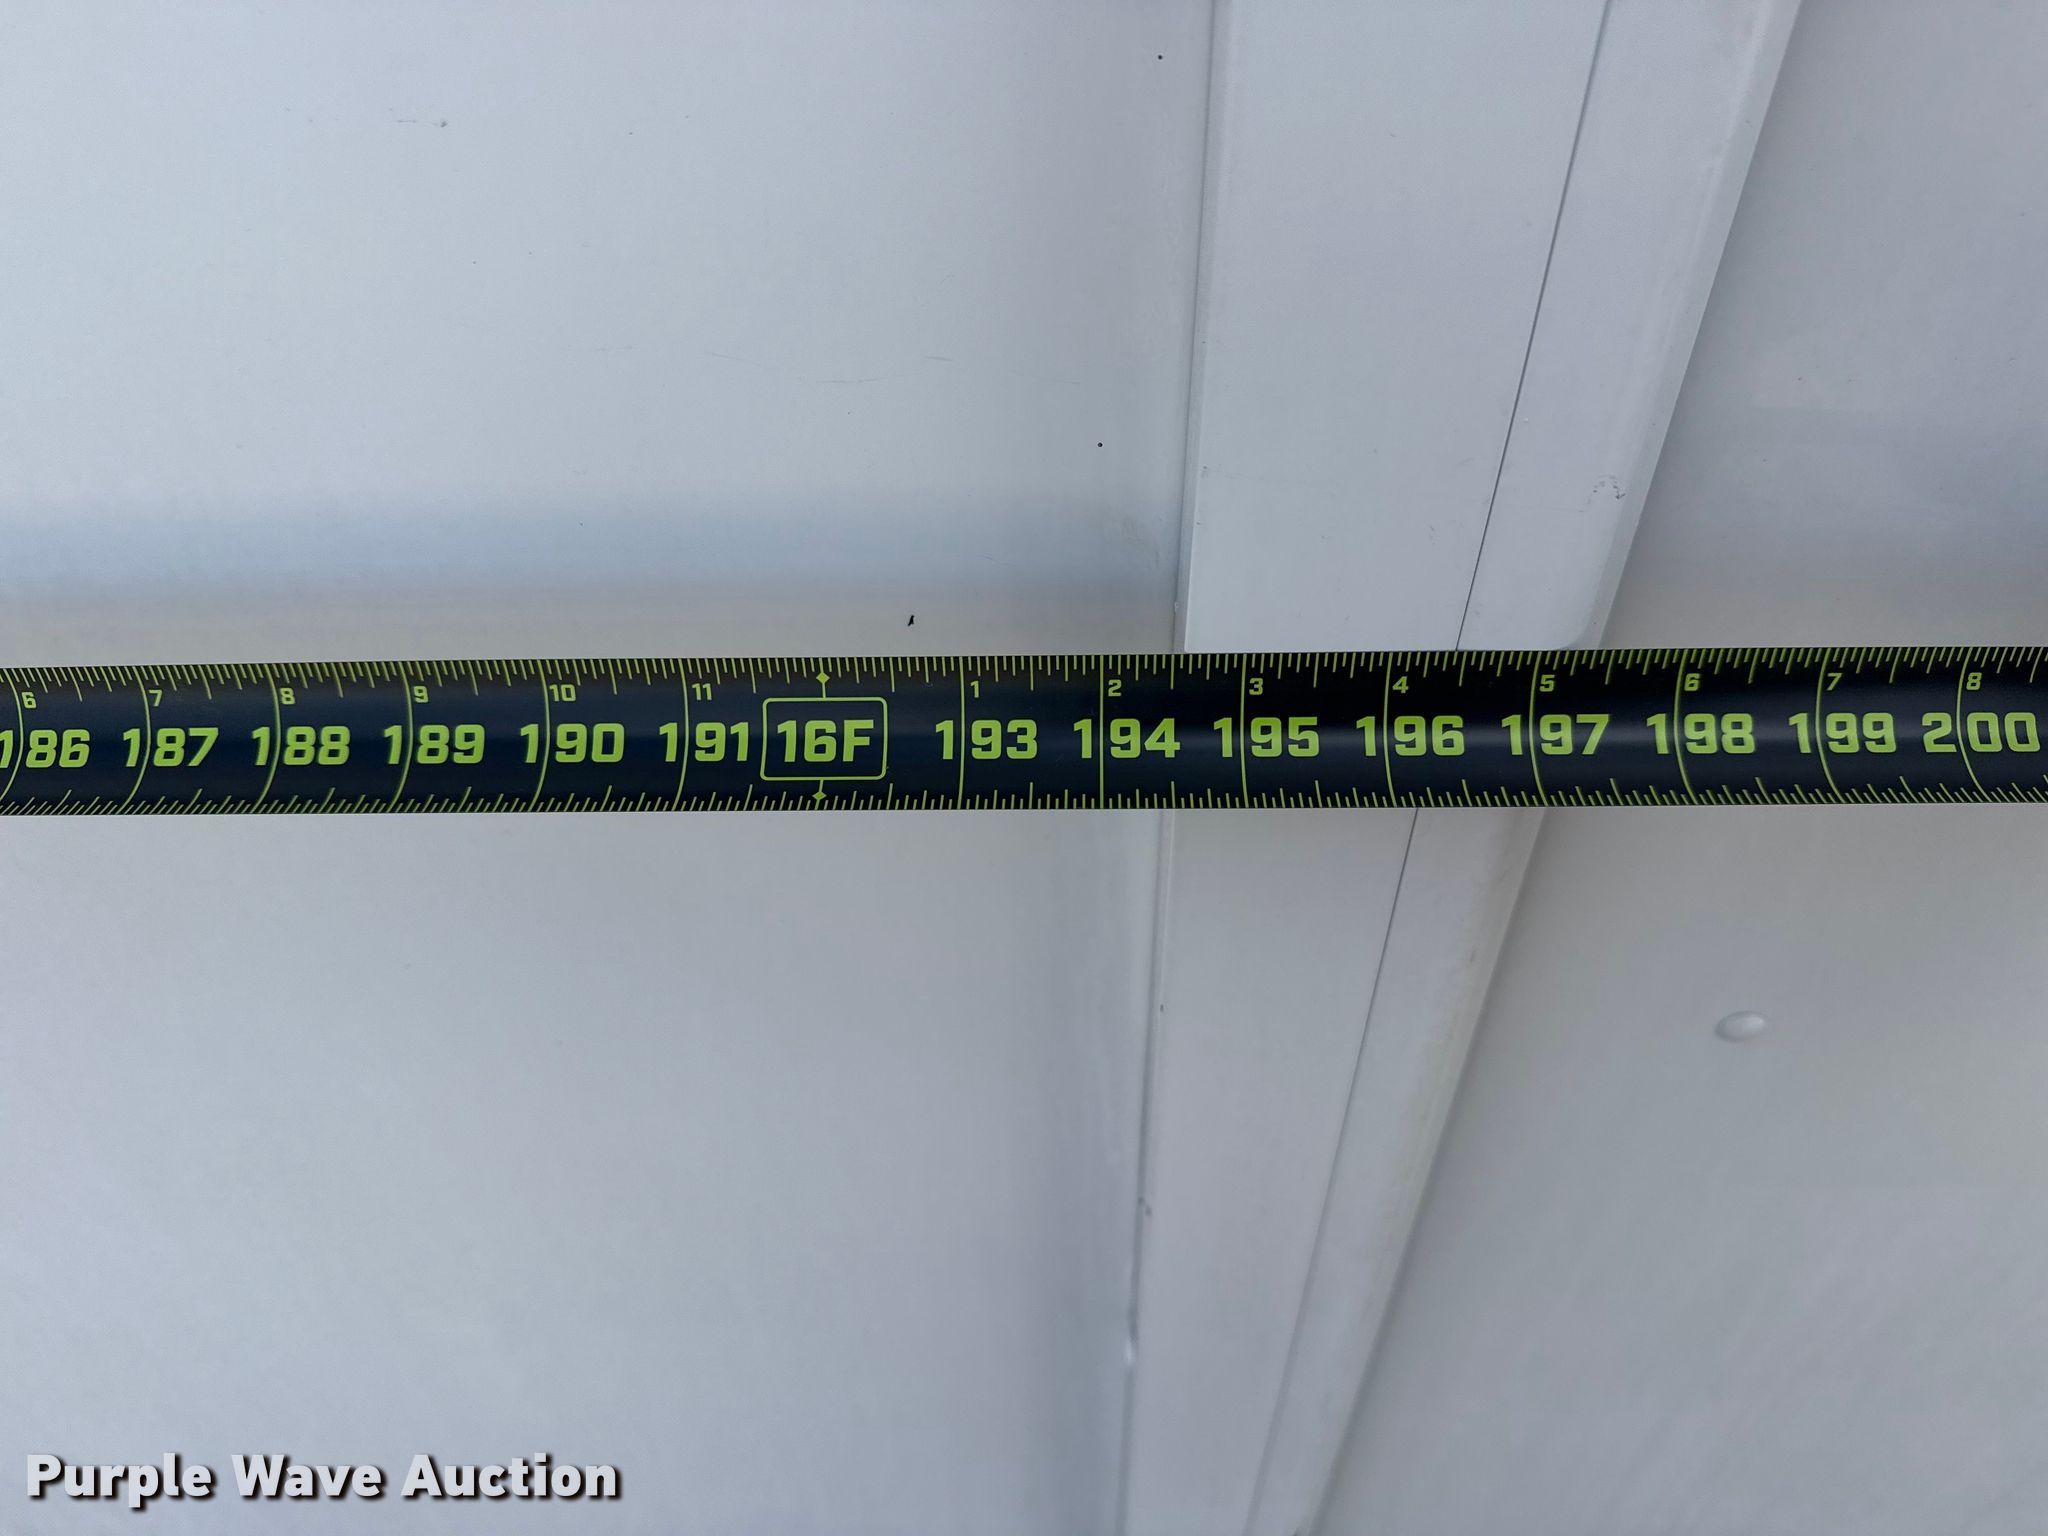 6 7 8 9 10 11 1 2 3 4 5 6 7 8
186 187 188 189 190 191 16F 193 194 195 196 197 198 199 200
Purple Wave Auction